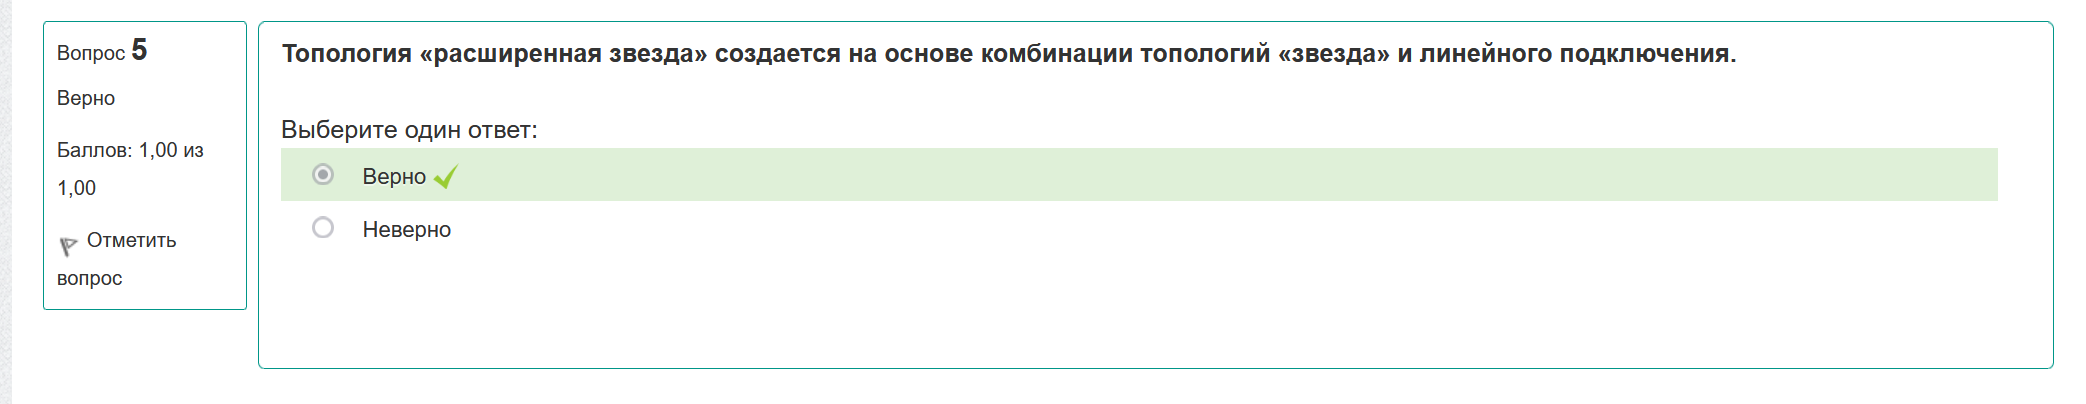 Вопрос 5
Верно
Баллов: 1,00 из
1,00
Отметить
вопрос
Топология «расширенная звезда» создается на основе комбинации топологий «звезда» и линейного подключения.
Выберите один ответ:
Верно
Неверно